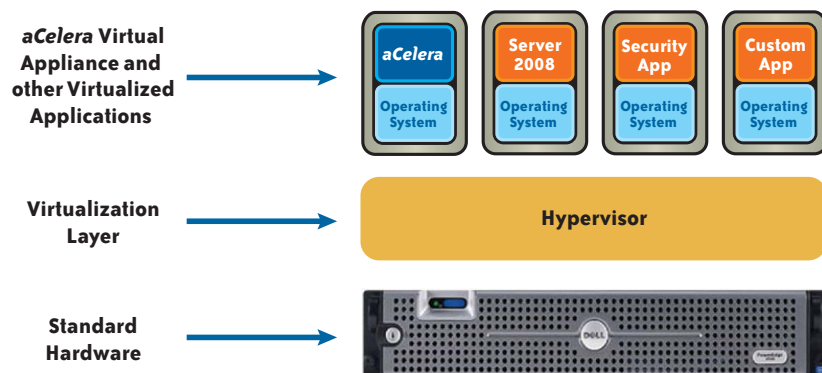 aCelera Virtual
Appliance and
other Virtualized
Applications
aCelera
Operating
System
Server
2008
Operating
System
Security
App
Operating
System
Custom
App
Operating
System
Virtualization
Layer
Hypervisor
Standard
Hardware
DELL
PowerEdge